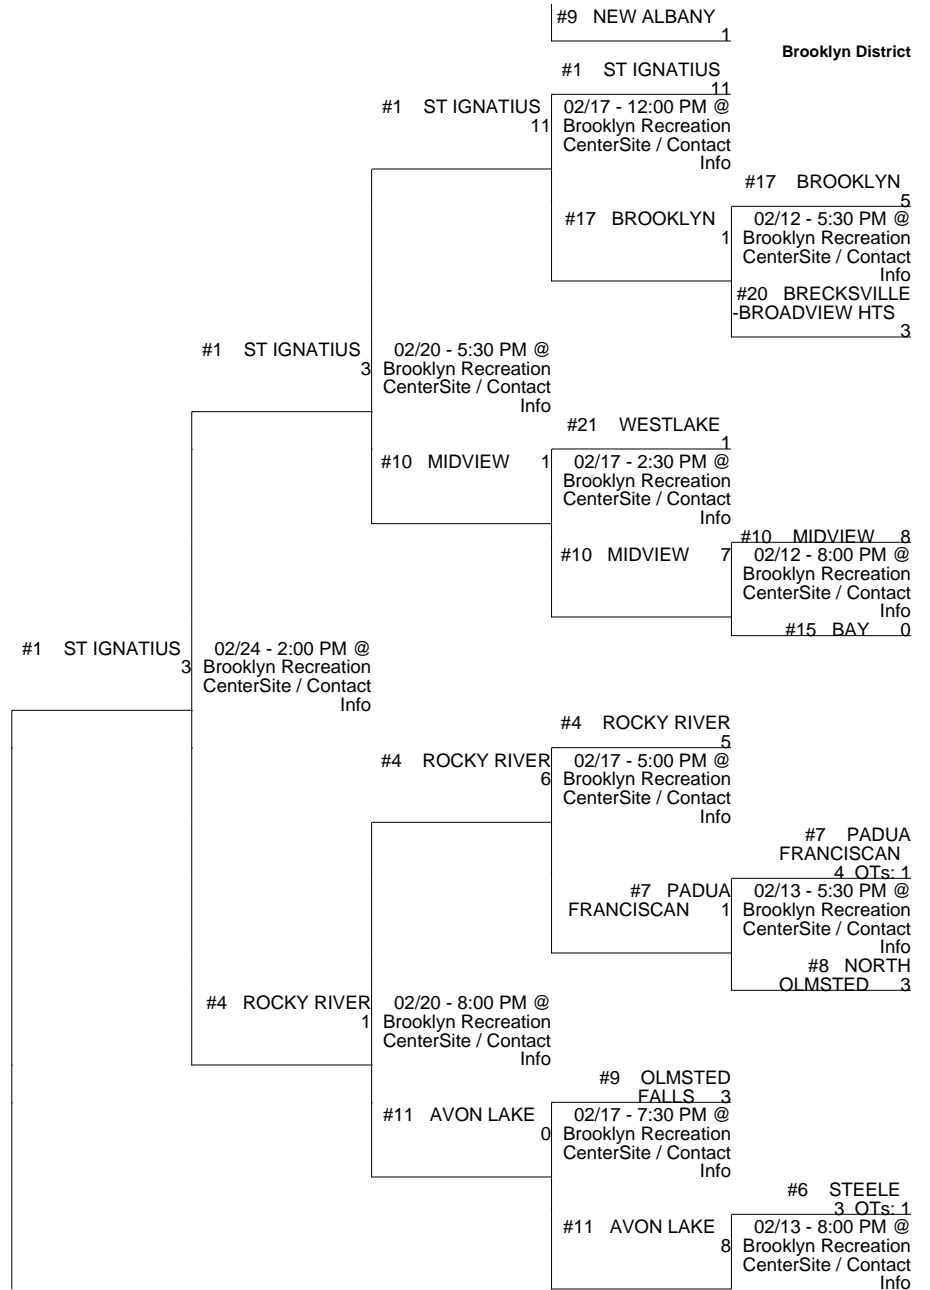 #9 NEW ALBANY
1
Brooklyn District
#1 ST IGNATIUS
11
#1 ST IGNATIUS
11
02/17 - 12:00 PM @
Brooklyn Recreation
CenterSite / Contact
Info
#17 BROOKLYN
5
#17 BROOKLYN
1
02/12 - 5:30 PM @
Brooklyn Recreation
CenterSite / Contact
Info
#20 BRECKSVILLE
-BROADVIEW HTS
3
#1 ST IGNATIUS
3
02/20 - 5:30 PM @
Brooklyn Recreation
CenterSite / Contact
Info
#21 WESTLAKE
1
#10 MIDVIEW 1
02/17 - 2:30 PM @
Brooklyn Recreation
CenterSite / Contact
Info
#10 MIDVIEW 8
#10 MIDVIEW 7
02/12 - 8:00 PM @
Brooklyn Recreation
CenterSite / Contact
Info
#15 BAY 0
#1 ST IGNATIUS
3
02/24 - 2:00 PM @
Brooklyn Recreation
CenterSite / Contact
Info
#4 ROCKY RIVER
5
#4 ROCKY RIVER
6
02/17 - 5:00 PM @
Brooklyn Recreation
CenterSite / Contact
Info
#7 PADUA
FRANCISCAN
4 OTs: 1
#7 PADUA
FRANCISCAN 1
02/13 - 5:30 PM @
Brooklyn Recreation
CenterSite / Contact
Info
#8 NORTH
OLMSTED 3
#4 ROCKY RIVER
1
02/20 - 8:00 PM @
Brooklyn Recreation
CenterSite / Contact
Info
#9 OLMSTED
FALLS 3
#11 AVON LAKE
0
02/17 - 7:30 PM @
Brooklyn Recreation
CenterSite / Contact
Info
#6 STEELE
3 OTs: 1
#11 AVON LAKE
8
02/13 - 8:00 PM @
Brooklyn Recreation
CenterSite / Contact
Info